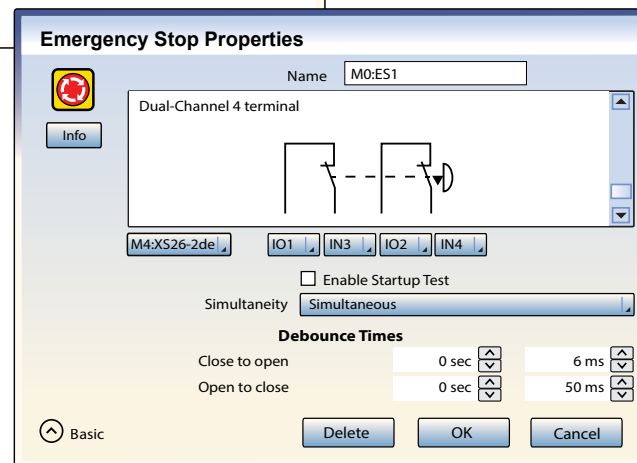 Emergency Stop Properties
Name M0:ES1
Info
Dual-Channel 4 terminal
M4:XS26-2de IO1 IN3 IO2 IN4
Enable Startup Test
Simultaneity Simultaneous
Debounce Times
Close to open 0 sec 6 ms
Open to close 0 sec 50 ms
Basic Delete OK Cancel